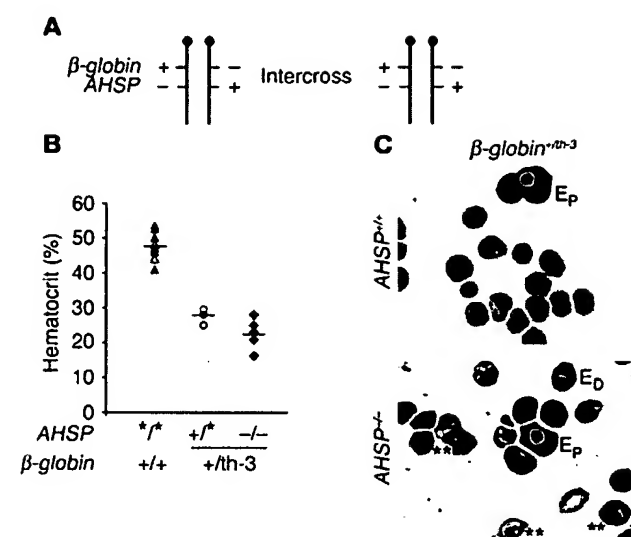 A
β-globin + − Intercross + −
AHSP − + − +
B
Hematocrit (%)
60
50
40
30
20
10
0
AHSP */* +/* −/−
β-globin +/+ +/th-3
C
β-globin+/th-3
AHSP+/+
EP
AHSP-/-
ED
EP
**
**
**